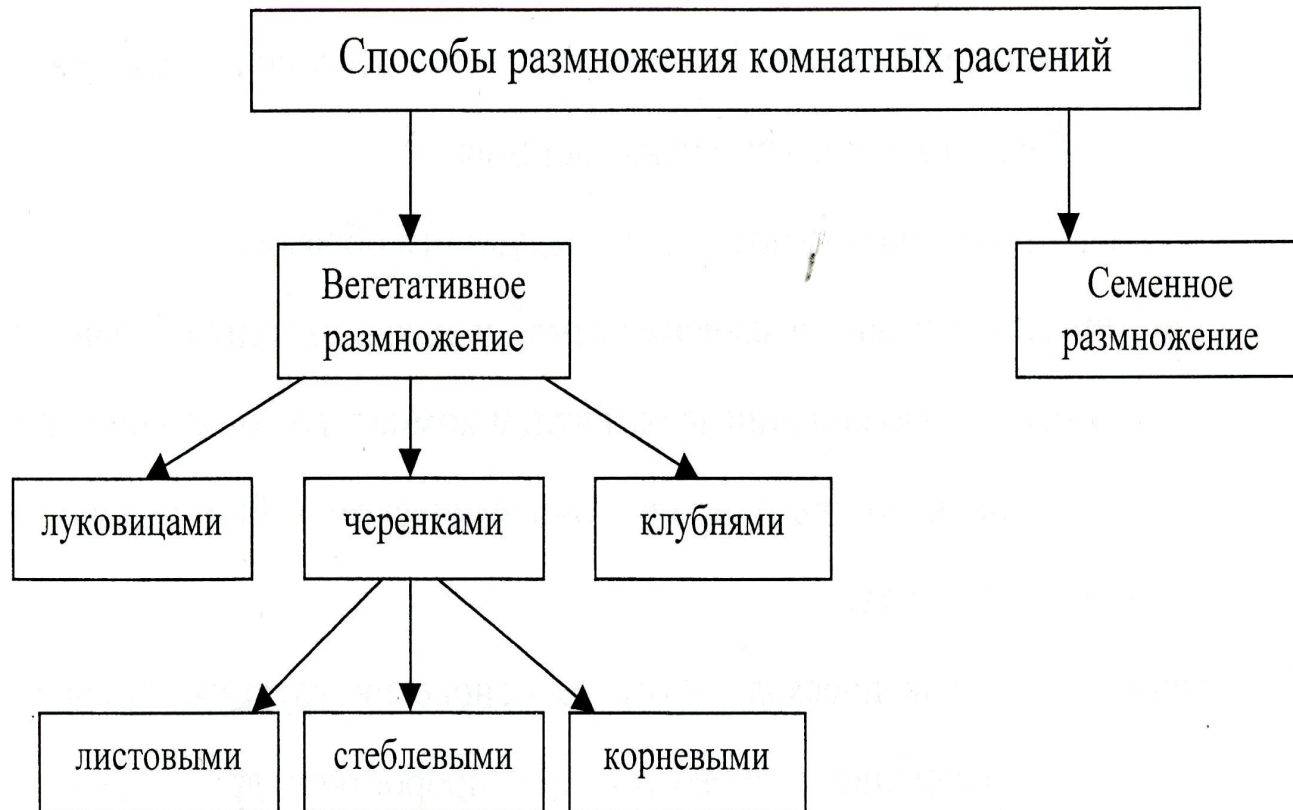 Способы размножения комнатных растений
Вегетативное
размножение
Семенное
размножение
луковицами
черенками
клубнями
листовыми
стеблевыми
корневыми